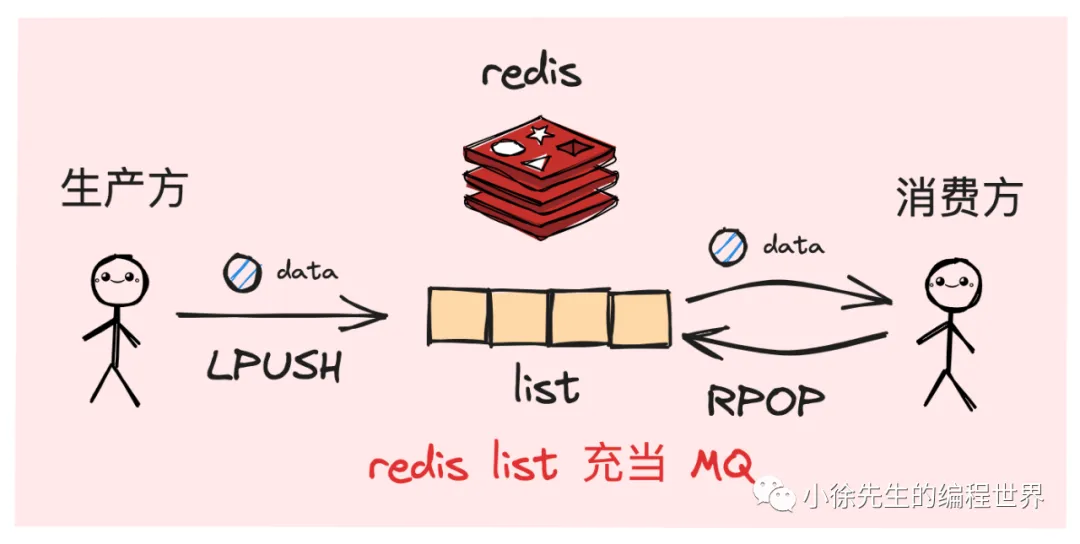 redis
生产方
消费方
data
data
LPUSH
list
RPOP
redis list 充当 MQ
小徐先生的编程世界